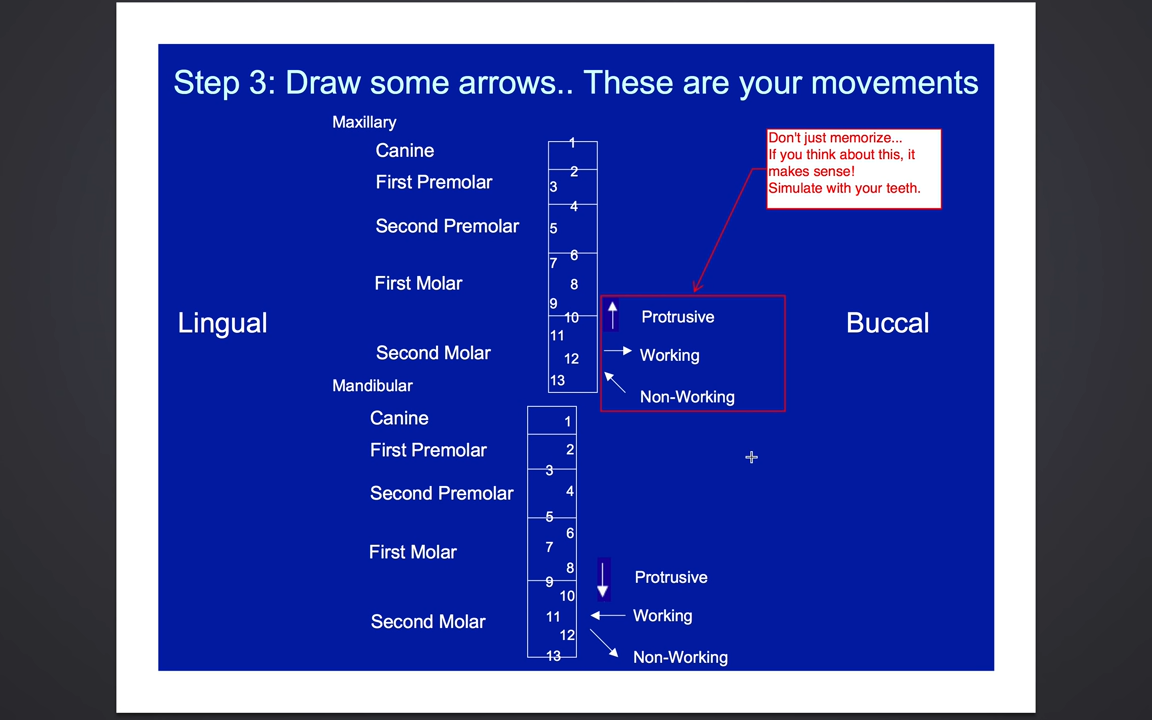 Step 3: Draw some arrows.. These are your movements
Maxillary
Canine
First Premolar
Second Premolar
First Molar
Second Molar
1
2
3
4
5
6
7
8
9
10
11
12
13
Don't just memorize...
If you think about this, it
makes sense!
Simulate with your teeth.
Protrusive
Working
Non-Working
Lingual
Buccal
Mandibular
Canine
First Premolar
Second Premolar
First Molar
Second Molar
1
2
3
4
5
6
7
8
9
10
11
12
13
Protrusive
Working
Non-Working